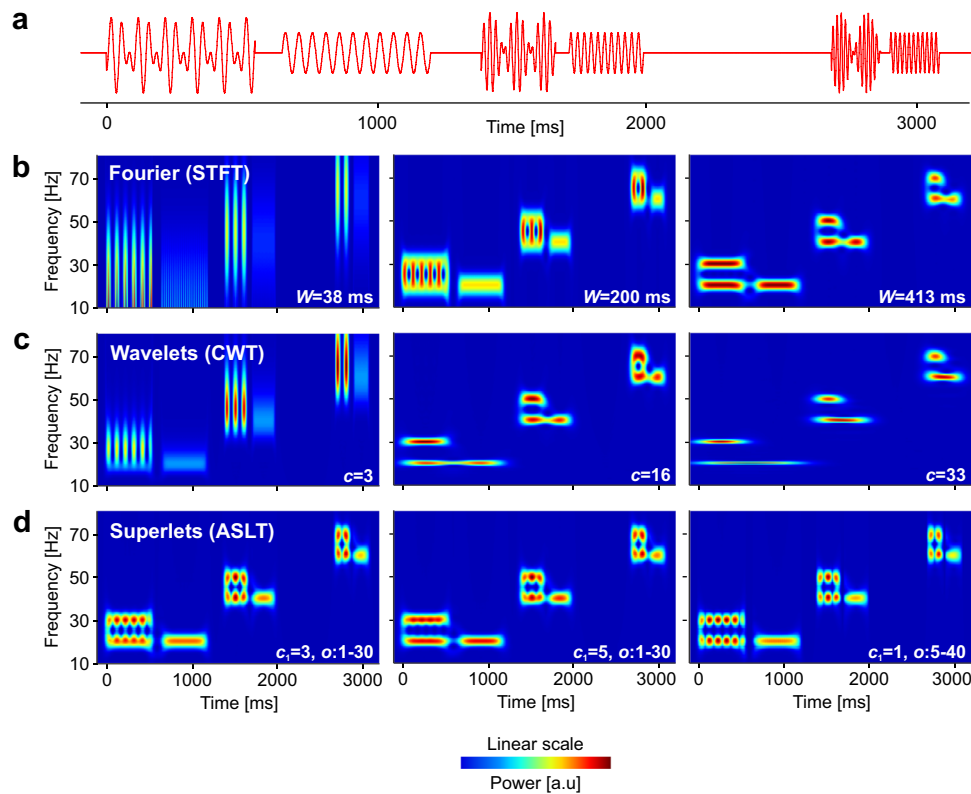 a
0 1000 2000 3000
Time [ms]
b
Frequency [Hz]
70
50
30
10
Fourier (STFT)
W=38 ms
W=200 ms
W=413 ms
c
Frequency [Hz]
70
50
30
10
Wavelets (CWT)
c=3
c=16
c=33
d
Frequency [Hz]
70
50
30
10
Superlets (ASLT)
c₁=3, o:1-30
c₁=5, o:1-30
c₁=1, o:5-40
0 1000 2000 3000
0 1000 2000 3000
0 1000 2000 3000
Time [ms]
Time [ms]
Time [ms]
Linear scale
Power [a.u]